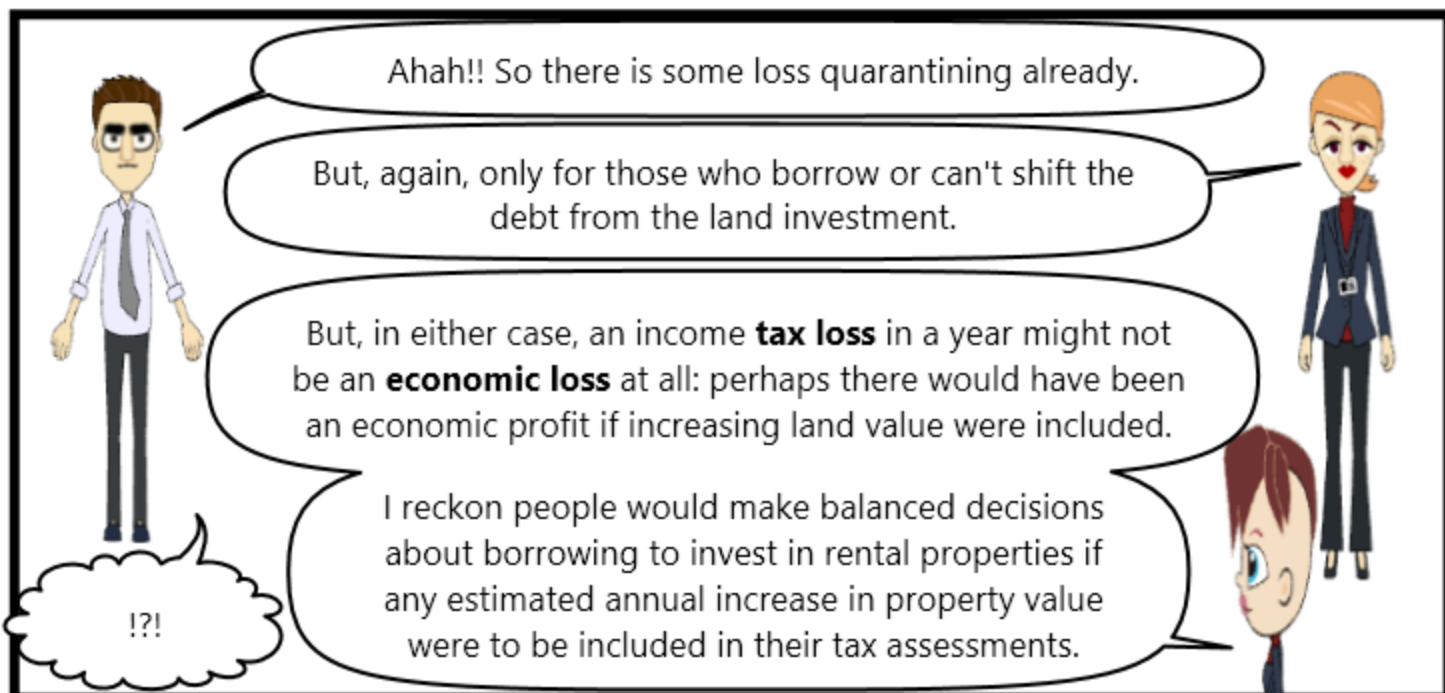 Ahah!! So there is some loss quarantining already.
But, again, only for those who borrow or can't shift the
debt from the land investment.
But, in either case, an income tax loss in a year might not
be an economic loss at all: perhaps there would have been
an economic profit if increasing land value were included.
I reckon people would make balanced decisions
about borrowing to invest in rental properties if
any estimated annual increase in property value
were to be included in their tax assessments.
!?!